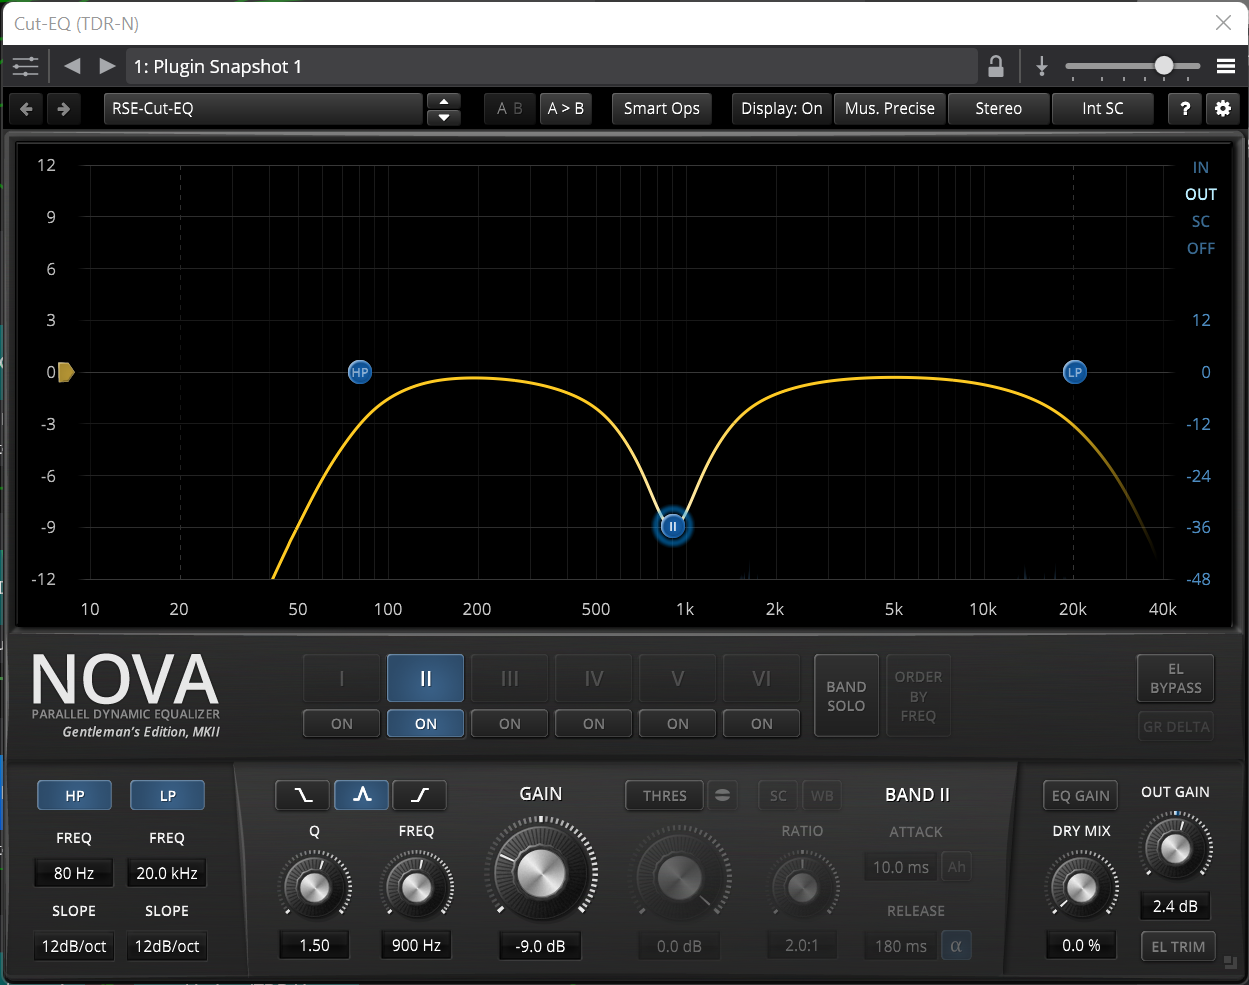 Cut-EQ (TDR-N)
1: Plugin Snapshot 1
RSE-Cut-EQ
A B
A > B
Smart Ops
Display: On
Mus. Precise
Stereo
Int SC
?
12
9
6
3
0
-3
-6
-9
-12
IN
OUT
SC
OFF
12
0
-12
-24
-36
-48
HP
LP
II
10 20 50 100 200 500 1k 2k 5k 10k 20k 40k
NOVA
PARALLEL DYNAMIC EQUALIZER
Gentleman's Edition, MKII
I II III IV V VI
ON ON ON ON ON ON
BAND
SOLO
ORDER
BY
FREQ
EL
BYPASS
GR DELTA
HP LP
FREQ FREQ
80 Hz 20.0 kHz
SLOPE SLOPE
12dB/oct 12dB/oct
Q
1.50
FREQ
900 Hz
GAIN
-9.0 dB
THRES
0.0 dB
SC WB
RATIO
2.0:1
BAND II
ATTACK
10.0 ms Ah
RELEASE
180 ms α
EQ GAIN
DRY MIX
0.0 %
OUT GAIN
2.4 dB
EL TRIM